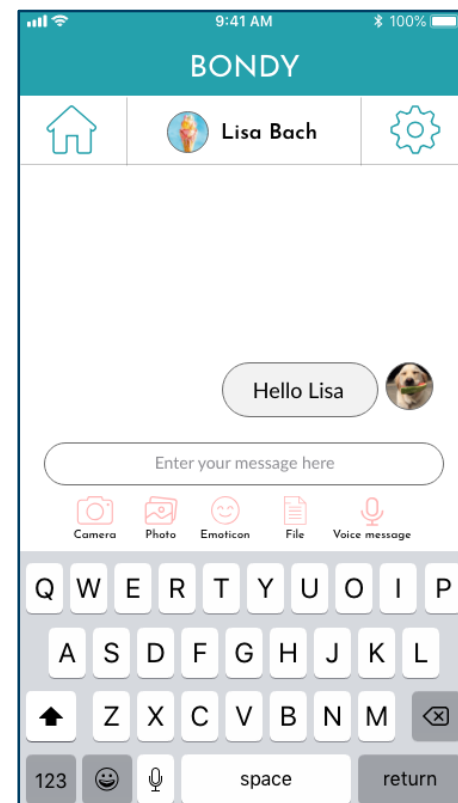 9:41 AM 100%
BONDY
Lisa Bach
Hello Lisa
Enter your message here
Camera Photo Emoticon File Voice message
Q W E R T Y U O I P
A S D F G H J K L
Z X C V B N M
123 space return